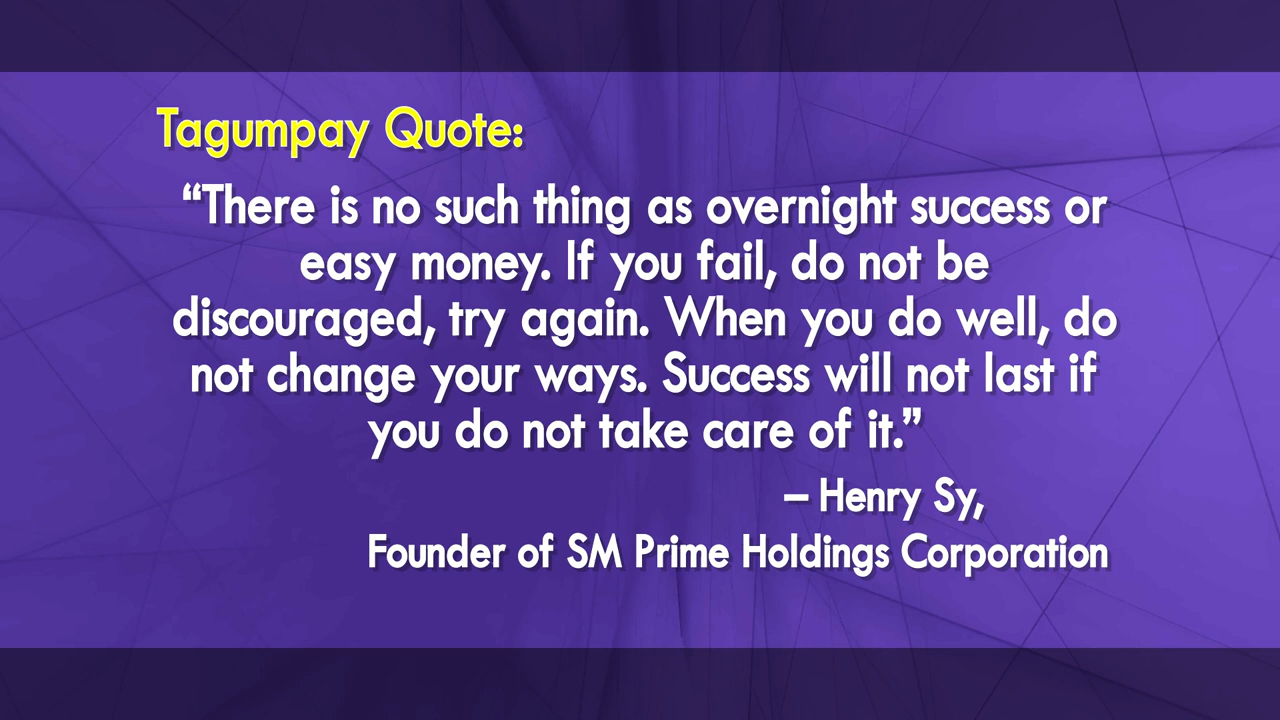 Tagumpay Quote:
“There is no such thing as overnight success or
easy money. If you fail, do not be
discouraged, try again. When you do well, do
not change your ways. Success will not last if
you do not take care of it.”
– Henry Sy,
Founder of SM Prime Holdings Corporation